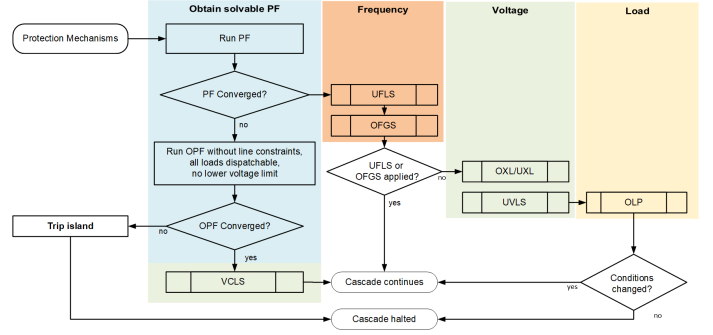 Obtain solvable PF
Frequency
Voltage
Load
Protection Mechanisms
Run PF
PF Converged?
no
UFLS
OFGS
Run OPF without line constraints,
all loads dispatchable,
no lower voltage limit
UFLS or
OFGS applied?
no
yes
OXL/UXL
UVLS
OLP
Trip island
no
OPF Converged?
yes
VCLS
Cascade continues
yes
Conditions
changed?
no
Cascade halted